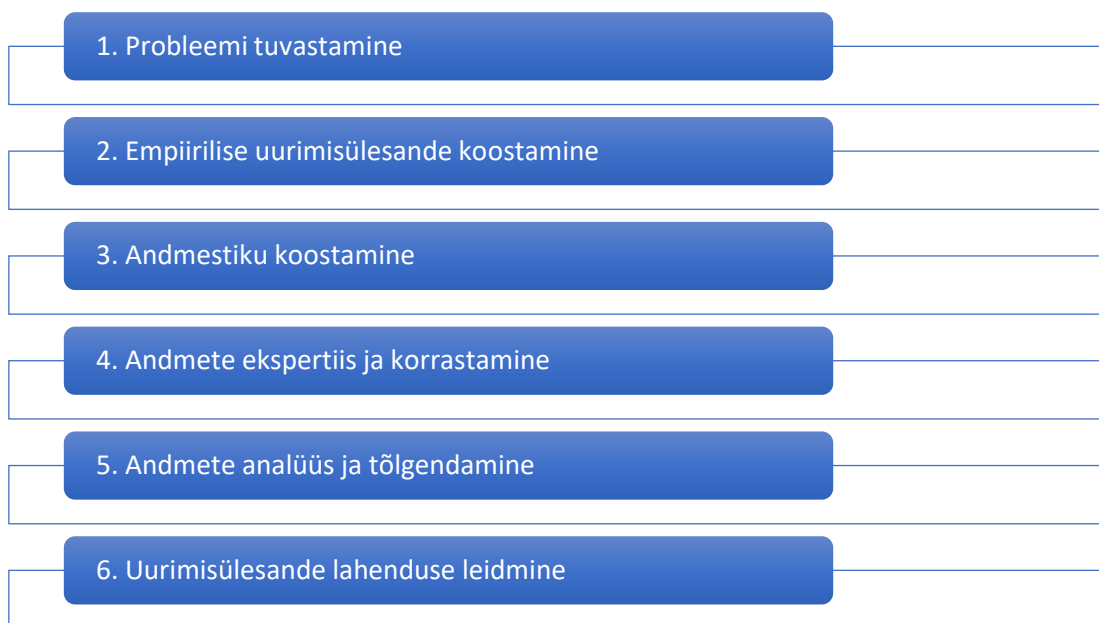 1. Probleemi tuvastamine
2. Empiirilise uurimisülesande koostamine
3. Andmestiku koostamine
4. Andmete ekspertiis ja korrastamine
5. Andmete analüüs ja tõlgendamine
6. Uurimisülesande lahenduse leidmine